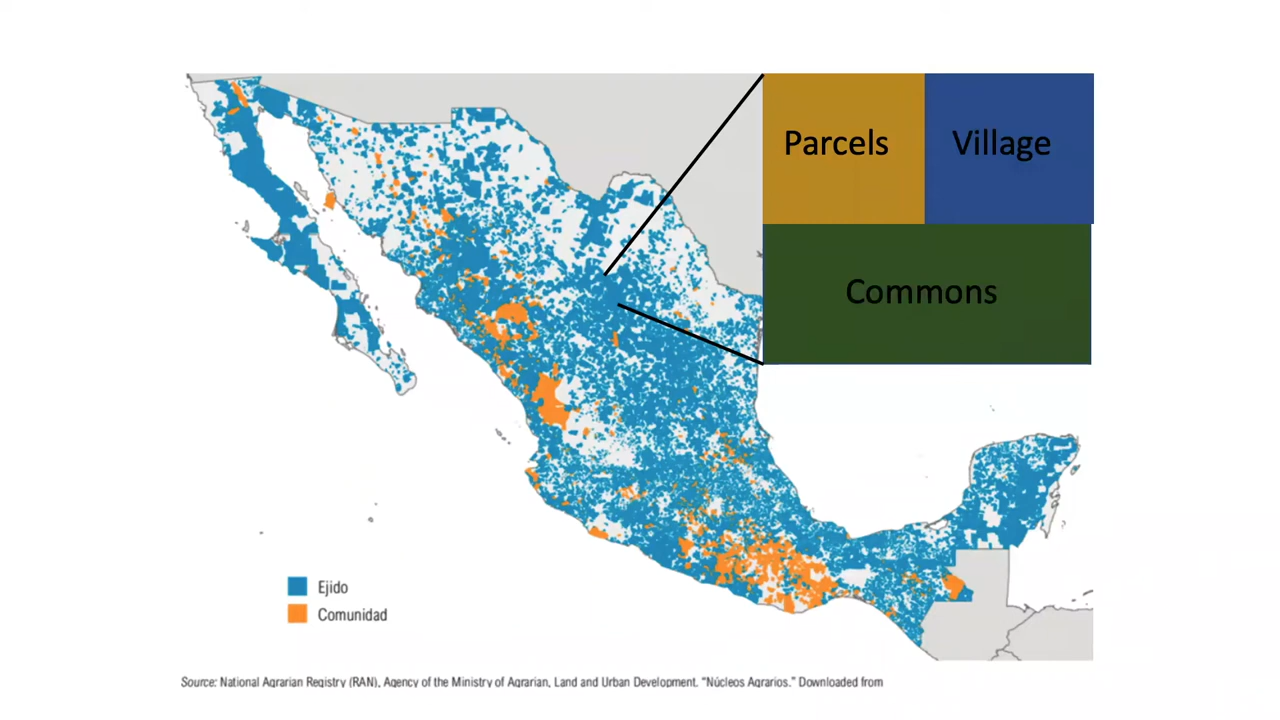 Parcels
Village
Commons
Ejido
Comunidad
Source: National Agrarian Registry (RAN), Agency of the Ministry of Agrarian, Land and Urban Development. “Núcleos Agrarios.” Downloaded from